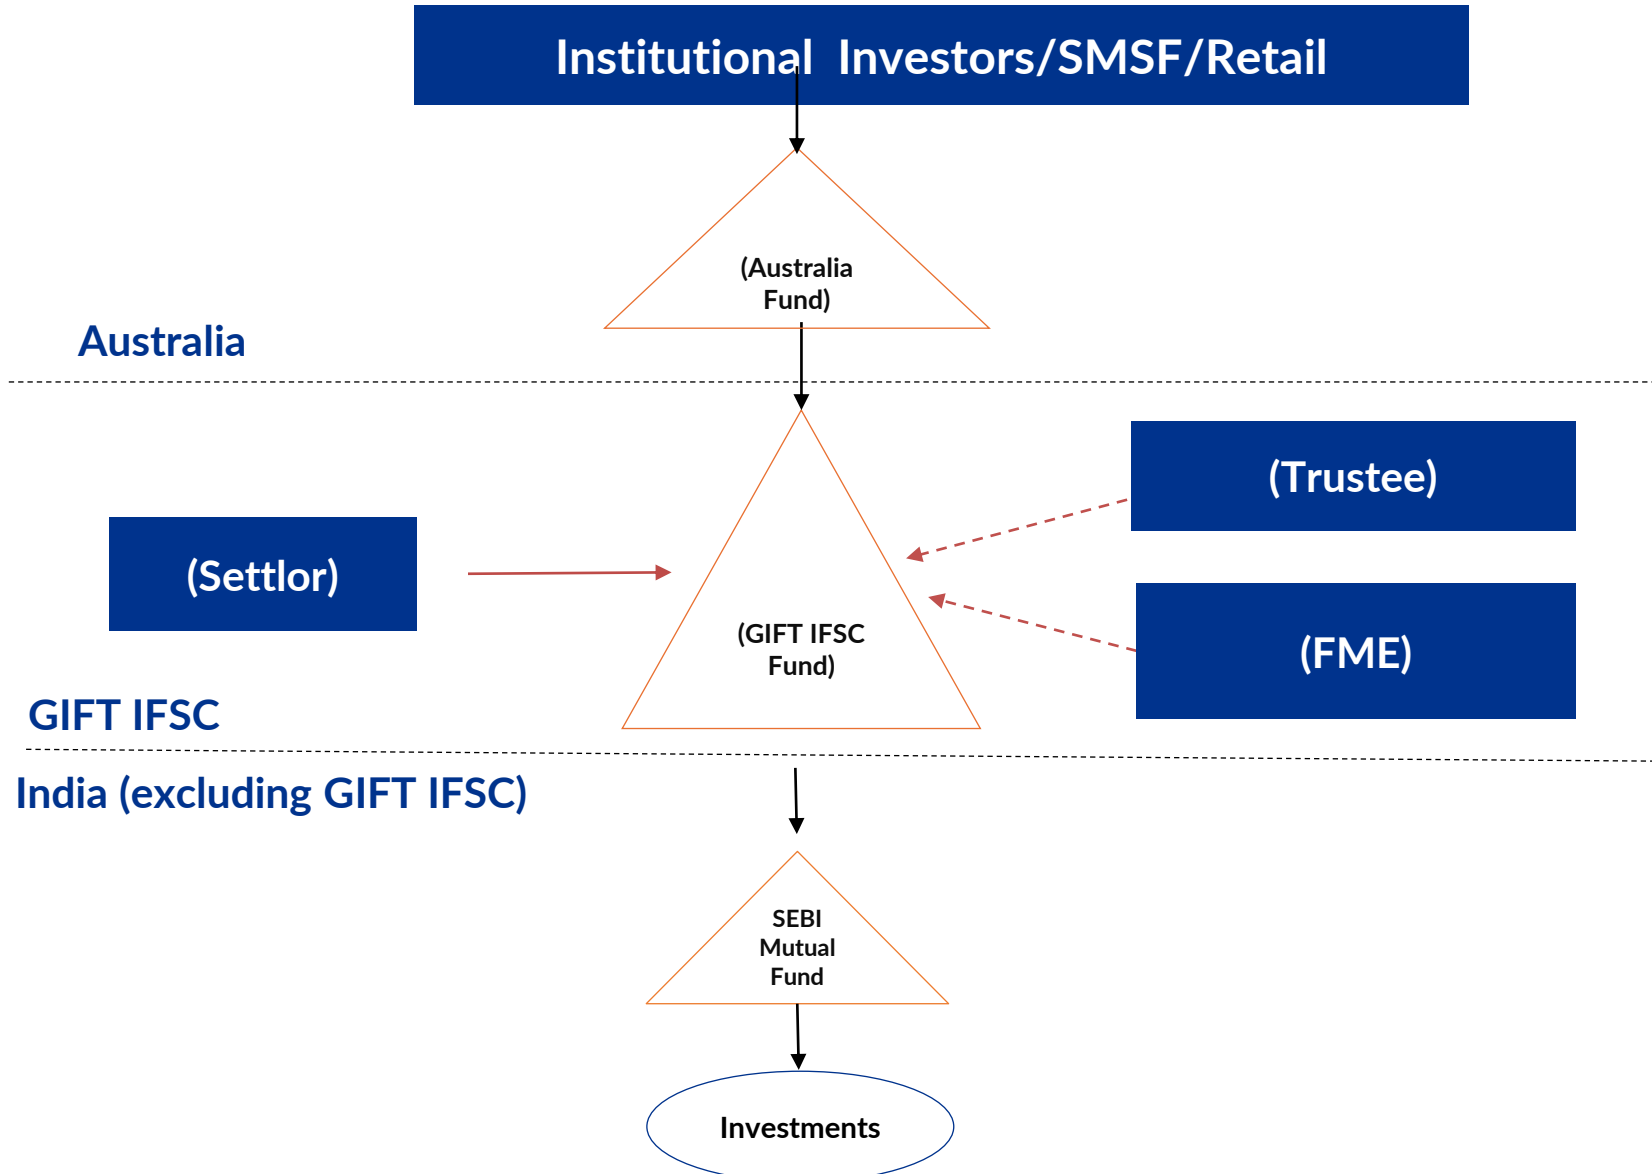 Institutional  Investors/SMSF/Retail
(Australia
Fund)
Australia
(Trustee)
(Settlor)
(GIFT IFSC
Fund)
(FME)
GIFT IFSC
India (excluding GIFT IFSC)
SEBI
Mutual
Fund
Investments